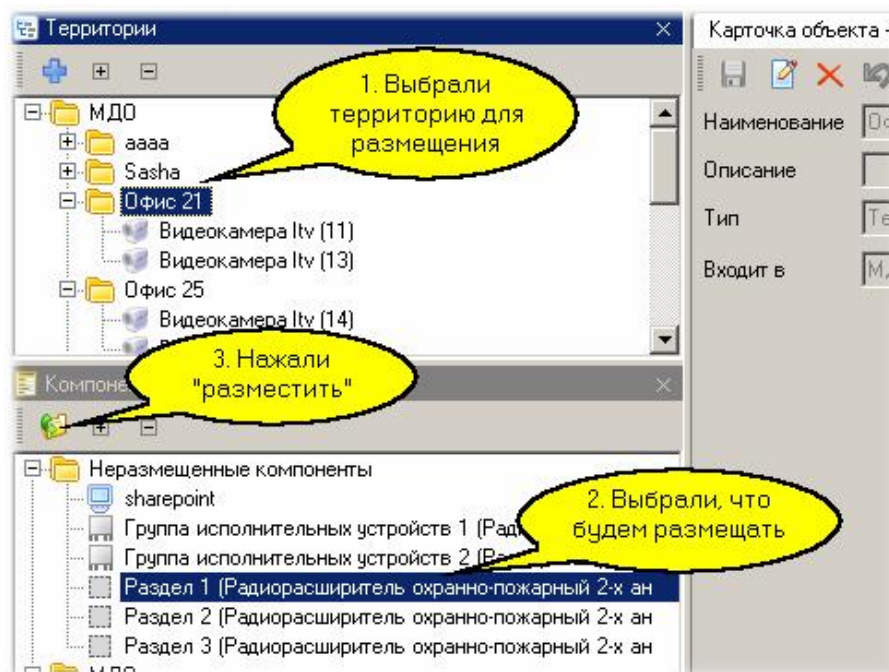 Территории
Карточка объекта -
1. Выбрали
территорию для
размещения
МДО
aaaa
Sasha
Офис 21
Видеокамера Itv (11)
Видеокамера Itv (13)
Офис 25
Видеокамера Itv (14)
Наименование
Описание
Тип
Входит в
3. Нажали
"разместить"
Неразмещенные компоненты
sharepoint
Группа исполнительных устройств 1
Группа исполнительных устройств 2
2. Выбрали, что
будем размещать
Раздел 1 (Радиорасширитель охранно-пожарный 2-х ан
Раздел 2 (Радиорасширитель охранно-пожарный 2-х ан
Раздел 3 (Радиорасширитель охранно-пожарный 2-х ан